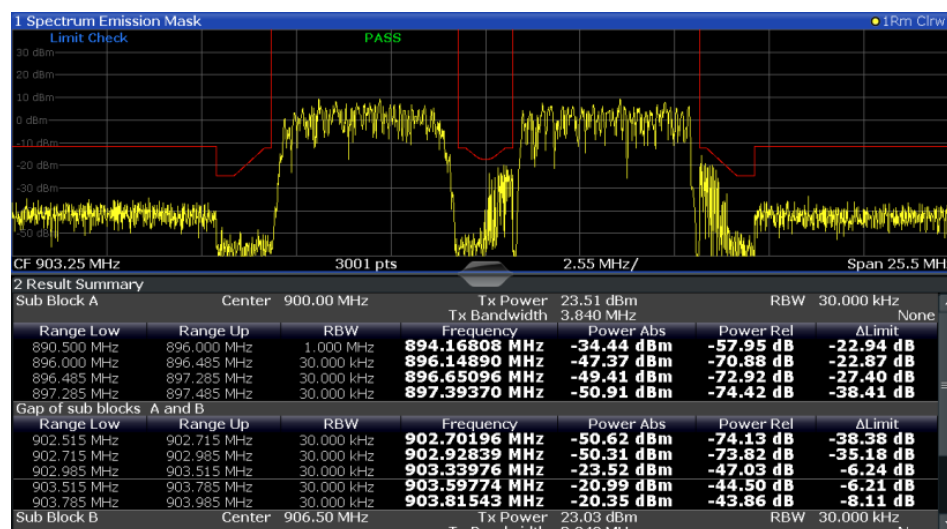 1 Spectrum Emission Mask 1Rm Clrw
Limit Check PASS
30 dBm
20 dBm
10 dBm
0 dBm
-10 dBm
-20 dBm
-30 dBm
CF 903.25 MHz 3001 pts 2.55 MHz/ Span 25.5 MH
2 Result Summary
Sub Block A Center 900.00 MHz Tx Power 23.51 dBm RBW 30.000 kHz
Tx Bandwidth 3.840 MHz None
Range Low Range Up RBW Frequency Power Abs Power Rel ΔLimit
890.500 MHz 896.000 MHz 1.000 MHz 894.16808 MHz -34.44 dBm -57.95 dB -22.94 dB
896.000 MHz 896.485 MHz 30.000 kHz 896.14890 MHz -47.37 dBm -70.88 dB -22.87 dB
896.485 MHz 897.285 MHz 30.000 kHz 896.65096 MHz -49.41 dBm -72.92 dB -27.40 dB
897.285 MHz 897.485 MHz 30.000 kHz 897.39370 MHz -50.91 dBm -74.42 dB -38.41 dB
Gap of sub blocks A and B
Range Low Range Up RBW Frequency Power Abs Power Rel ΔLimit
902.515 MHz 902.715 MHz 30.000 kHz 902.70196 MHz -50.62 dBm -74.13 dB -38.38 dB
902.715 MHz 902.985 MHz 30.000 kHz 902.92839 MHz -50.31 dBm -73.82 dB -35.18 dB
902.985 MHz 903.515 MHz 30.000 kHz 903.33976 MHz -23.52 dBm -47.03 dB -6.24 dB
903.515 MHz 903.785 MHz 30.000 kHz 903.59774 MHz -20.99 dBm -44.50 dB -6.21 dB
903.785 MHz 903.985 MHz 30.000 kHz 903.81543 MHz -20.35 dBm -43.86 dB -8.11 dB
Sub Block B Center 906.50 MHz Tx Power 23.03 dBm RBW 30.000 kHz